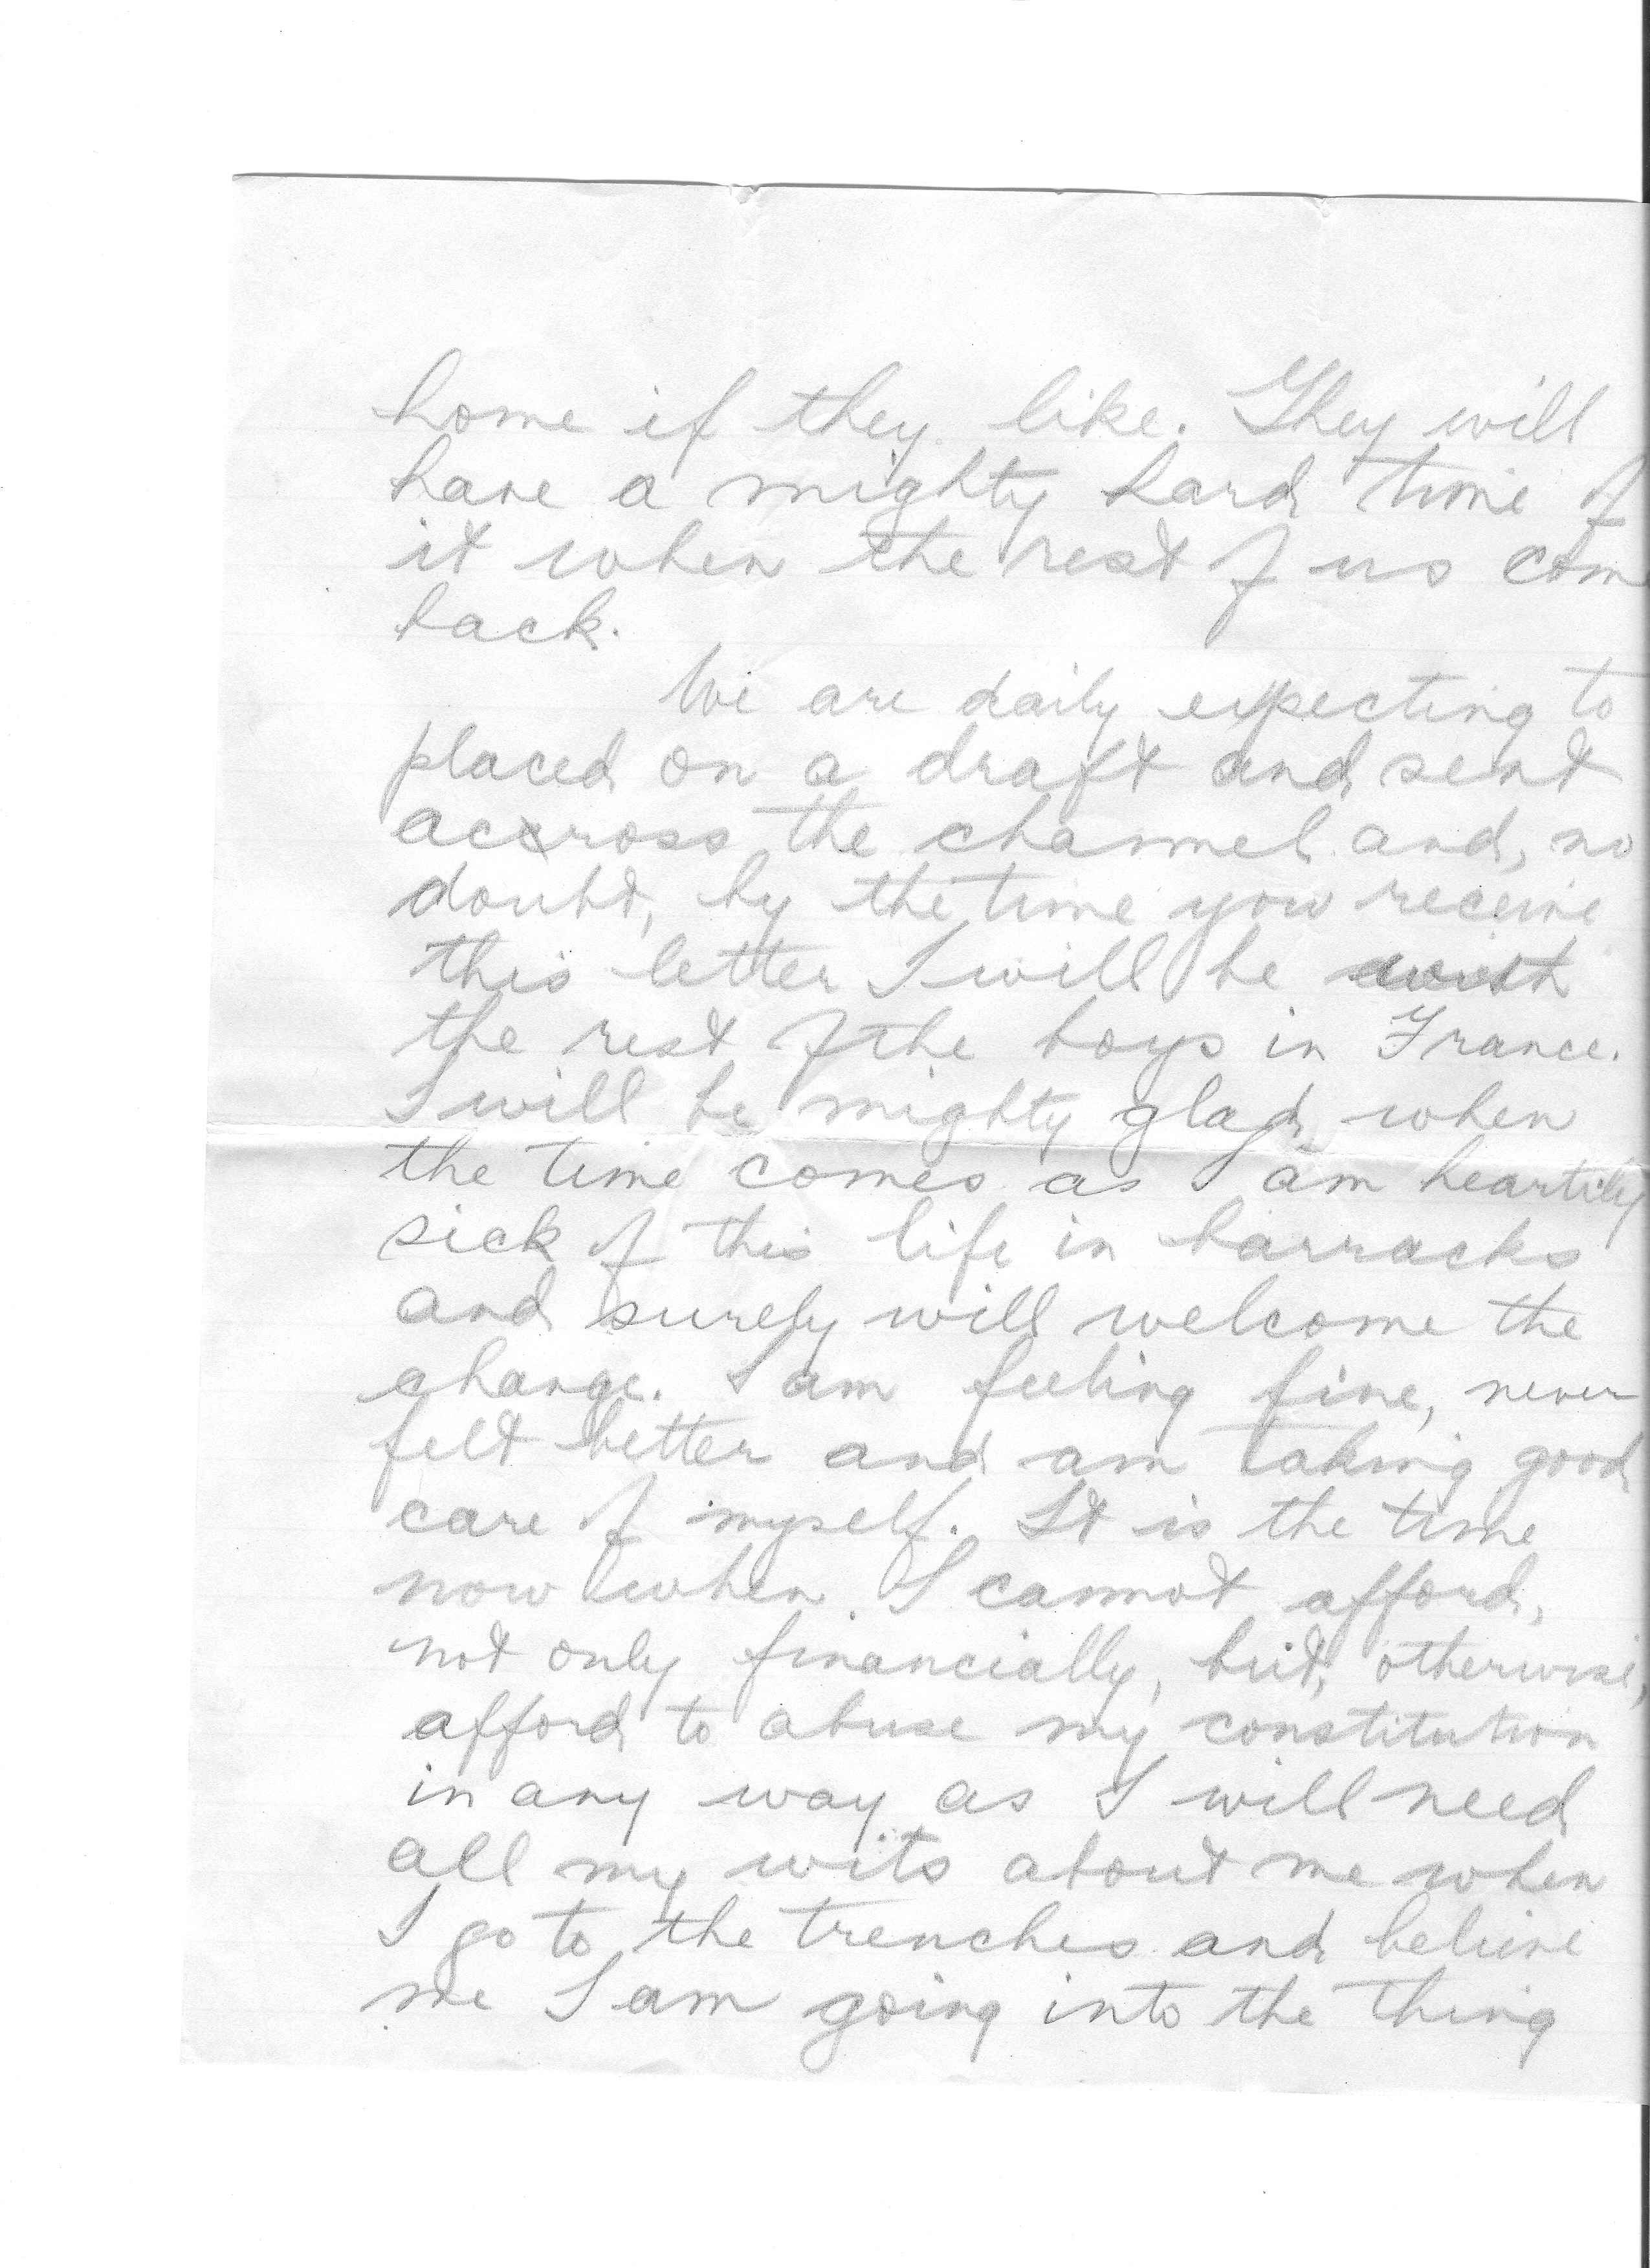 home if they like. They will
have a mighty hard time of
it when the rest of us com
back.
We are daily expecting to
placed on a draft and sent
accross the channel and, no
doubt, by the time you receive
this letter I will be with
the rest of the boys in France.
I will be mighty glad when
the time comes as I am heartily
sick of this life in barracks
and surely will welcome the
change. I am feeling fine, never
felt better and am taking good
care of myself. It is the time
now when I cannot afford,
not only financially, but, otherwise,
afford to abuse my constitution
in any way as I will need
all my wits about me when
I go to the trenches and believe
me I am going into the thing